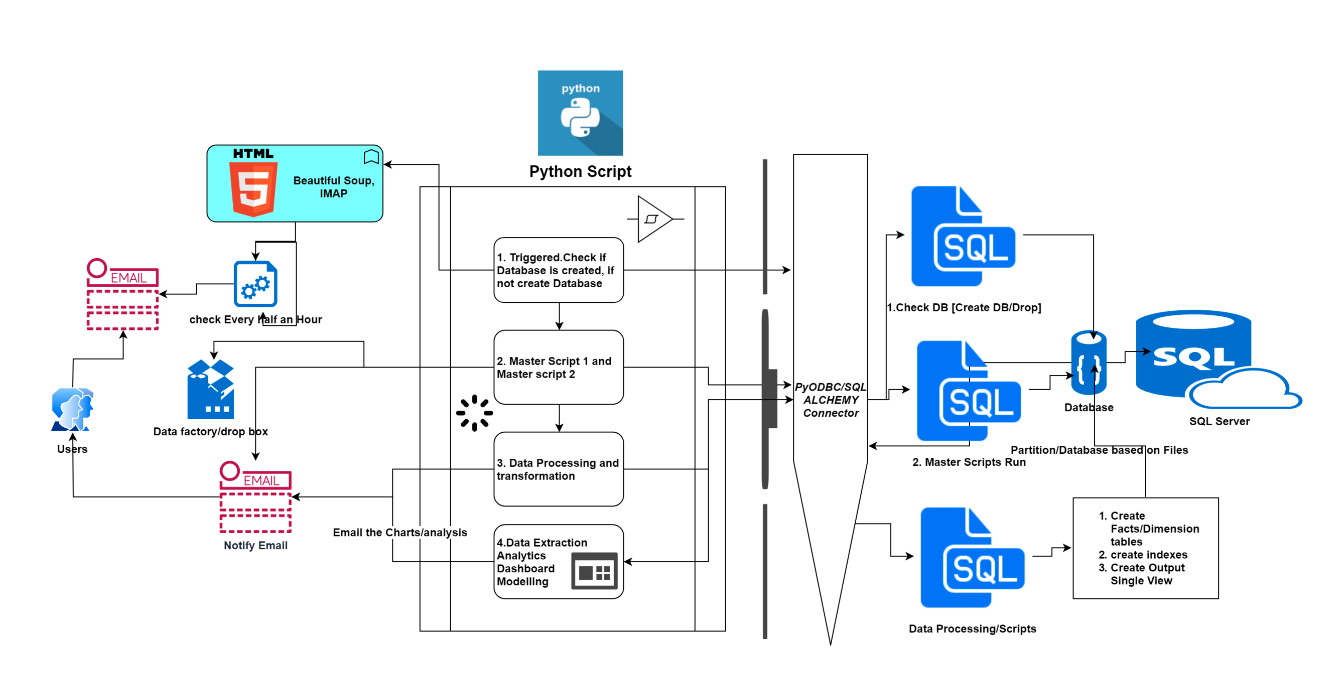 python
Python Script
HTML
5
Beautiful Soup,
IMAP
EMAIL
check Every half an Hour
Users
Data factory/drop box
EMAIL
Notify Email
Email the Charts/analysis
1. Triggered.Check if
Database is created, If
not create Database
2. Master Script 1 and
Master script 2
3. Data Processing and
transformation
4.Data Extraction
Analytics
Dashboard
Modelling
PyODBC/SQL
ALCHEMY
Connector
SQL
1.Check DB [Create DB/Drop]
SQL
2. Master Scripts Run
SQL
Data Processing/Scripts
{ }
Database
SQL
SQL Server
Partition/Database based on Files
1. Create
Facts/Dimension
tables
2. create indexes
3. Create Output
Single View